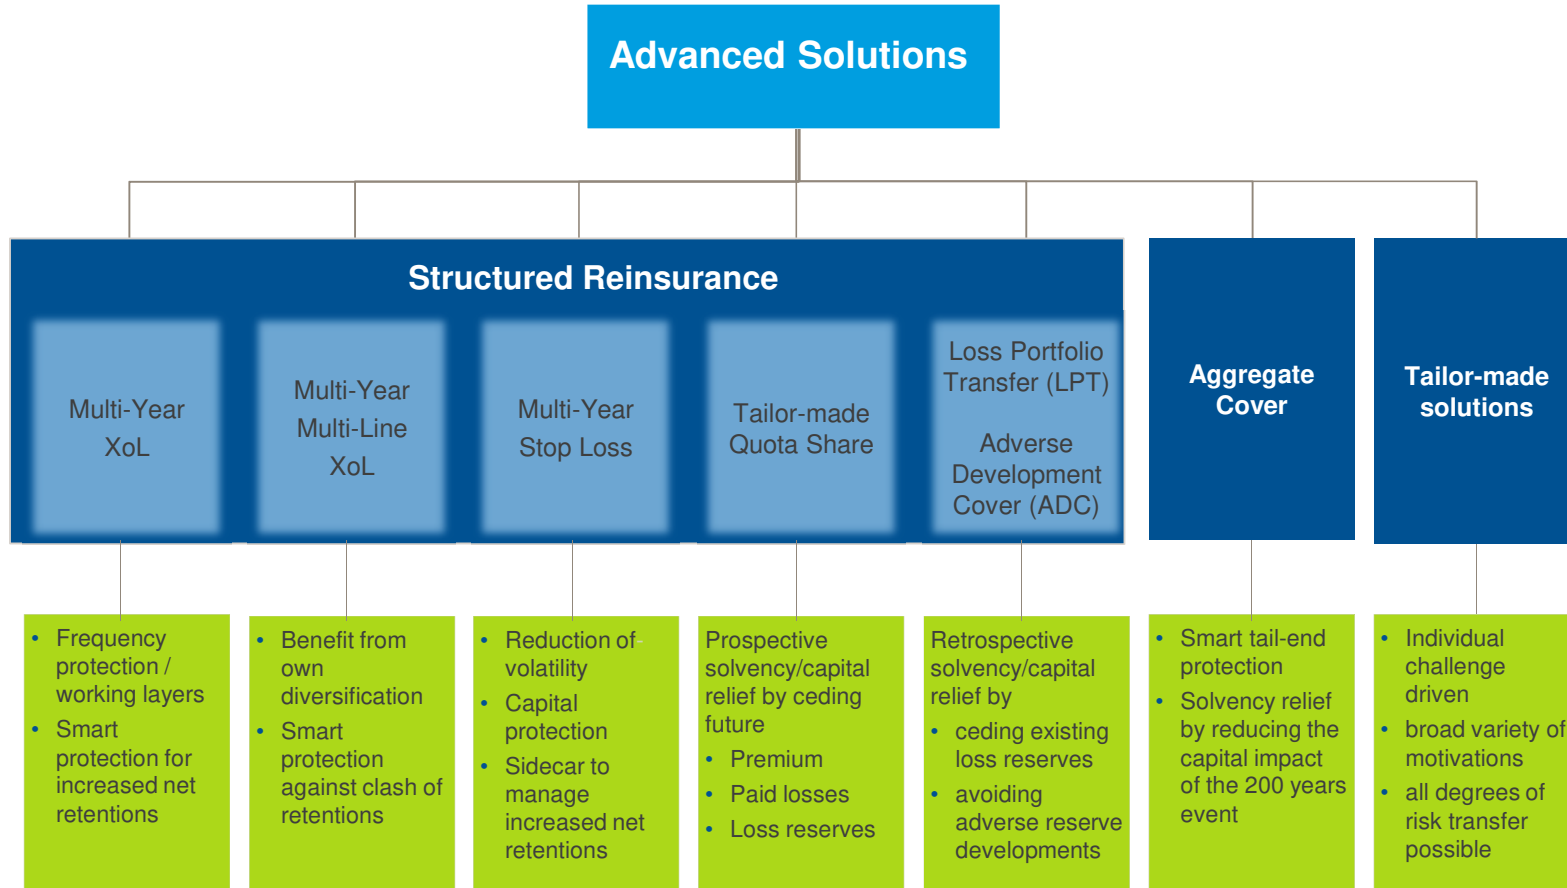 Advanced Solutions
Structured Reinsurance
Multi-Year
XoL
Multi-Year
Multi-Line
XoL
Multi-Year
Stop Loss
Tailor-made
Quota Share
Loss Portfolio
Transfer (LPT)
Adverse
Development
Cover (ADC)
Aggregate
Cover
Tailor-made
solutions
• Frequency
protection /
working layers
• Smart
protection for
increased net
retentions
• Benefit from
own
diversification
• Smart
protection
against clash of
retentions
• Reduction of
volatility
• Capital
protection
• Sidecar to
manage
increased net
retentions
Prospective
solvency/capital
relief by ceding
future
• Premium
• Paid losses
• Loss reserves
Retrospective
solvency/capital
relief by
• ceding existing
loss reserves
• avoiding
adverse reserve
developments
• Smart tail-end
protection
• Solvency relief
by reducing the
capital impact
of the 200 years
event
• Individual
challenge
driven
• broad variety of
motivations
• all degrees of
risk transfer
possible